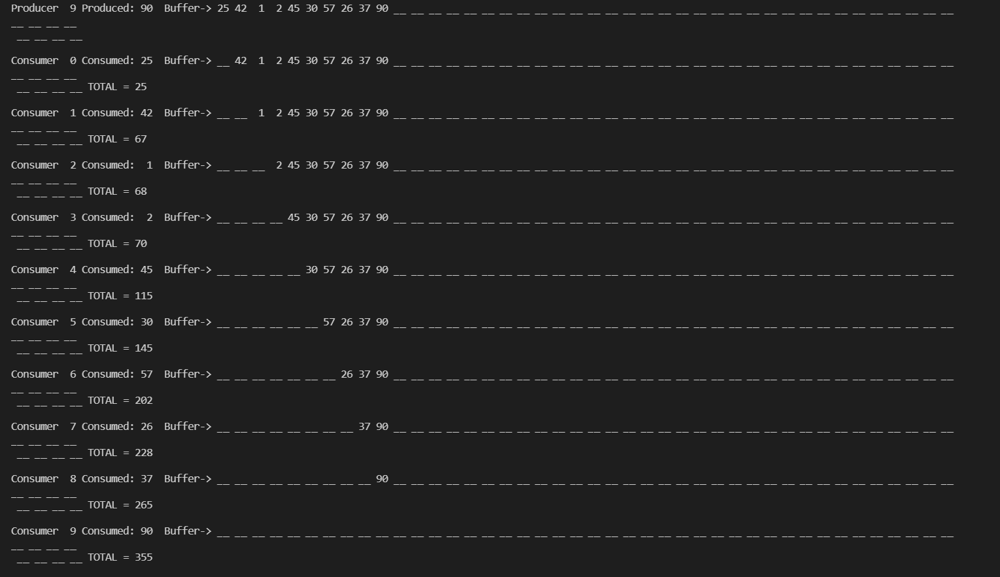 Producer  9 Produced: 90  Buffer-> 25 42  1  2 45 30 57 26 37 90 __ __ __ __ __ __ __ __ __ __ __ __ __ __ __ __ __ __ __ __ __ __ __ __ __ __ __ __ __ __ __ __
__ __ __ __
 __ __ __ __
Consumer  0 Consumed: 25  Buffer-> __ 42  1  2 45 30 57 26 37 90 __ __ __ __ __ __ __ __ __ __ __ __ __ __ __ __ __ __ __ __ __ __ __ __ __ __ __ __ __ __ __ __
__ __ __ __
 __ __ __ __ TOTAL = 25
Consumer  1 Consumed: 42  Buffer-> __ __  1  2 45 30 57 26 37 90 __ __ __ __ __ __ __ __ __ __ __ __ __ __ __ __ __ __ __ __ __ __ __ __ __ __ __ __ __ __ __ __
__ __ __ __
 __ __ __ __ TOTAL = 67
Consumer  2 Consumed:  1  Buffer-> __ __ __  2 45 30 57 26 37 90 __ __ __ __ __ __ __ __ __ __ __ __ __ __ __ __ __ __ __ __ __ __ __ __ __ __ __ __ __ __ __ __
__ __ __ __
 __ __ __ __ TOTAL = 68
Consumer  3 Consumed:  2  Buffer-> __ __ __ __ 45 30 57 26 37 90 __ __ __ __ __ __ __ __ __ __ __ __ __ __ __ __ __ __ __ __ __ __ __ __ __ __ __ __ __ __ __ __
__ __ __ __
 __ __ __ __ TOTAL = 70
Consumer  4 Consumed: 45  Buffer-> __ __ __ __ __ 30 57 26 37 90 __ __ __ __ __ __ __ __ __ __ __ __ __ __ __ __ __ __ __ __ __ __ __ __ __ __ __ __ __ __ __ __
__ __ __ __
 __ __ __ __ TOTAL = 115
Consumer  5 Consumed: 30  Buffer-> __ __ __ __ __ __ 57 26 37 90 __ __ __ __ __ __ __ __ __ __ __ __ __ __ __ __ __ __ __ __ __ __ __ __ __ __ __ __ __ __ __ __
__ __ __ __
 __ __ __ __ TOTAL = 145
Consumer  6 Consumed: 57  Buffer-> __ __ __ __ __ __ __ 26 37 90 __ __ __ __ __ __ __ __ __ __ __ __ __ __ __ __ __ __ __ __ __ __ __ __ __ __ __ __ __ __ __ __
__ __ __ __
 __ __ __ __ TOTAL = 202
Consumer  7 Consumed: 26  Buffer-> __ __ __ __ __ __ __ __ 37 90 __ __ __ __ __ __ __ __ __ __ __ __ __ __ __ __ __ __ __ __ __ __ __ __ __ __ __ __ __ __ __ __
__ __ __ __
 __ __ __ __ TOTAL = 228
Consumer  8 Consumed: 37  Buffer-> __ __ __ __ __ __ __ __ __ 90 __ __ __ __ __ __ __ __ __ __ __ __ __ __ __ __ __ __ __ __ __ __ __ __ __ __ __ __ __ __ __ __
__ __ __ __
 __ __ __ __ TOTAL = 265
Consumer  9 Consumed: 90  Buffer-> __ __ __ __ __ __ __ __ __ __ __ __ __ __ __ __ __ __ __ __ __ __ __ __ __ __ __ __ __ __ __ __ __ __ __ __ __ __ __ __ __ __
__ __ __ __
 __ __ __ __ TOTAL = 355